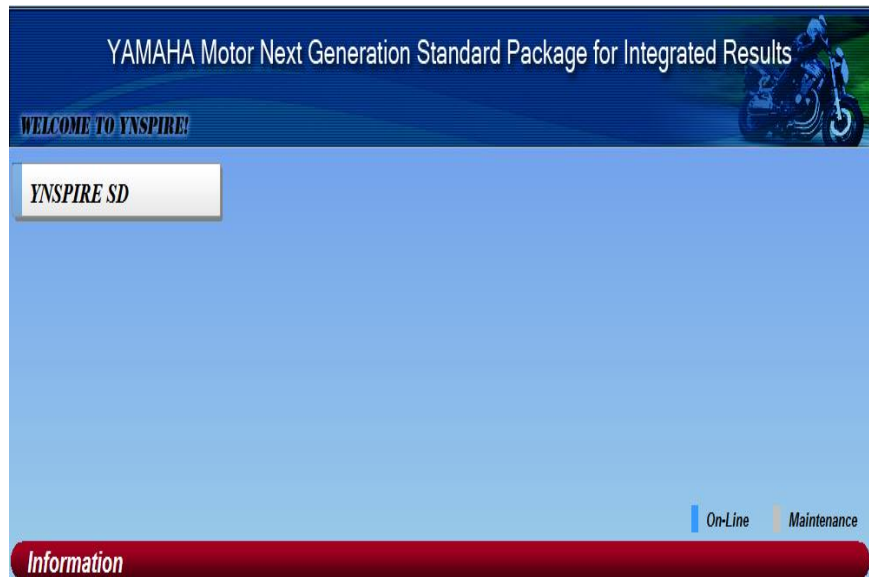 YAMAHA Motor Next Generation Standard Package for Integrated Results
WELCOME TO YNSPIRE!
YNSPIRE SD
On-Line Maintenance
Information